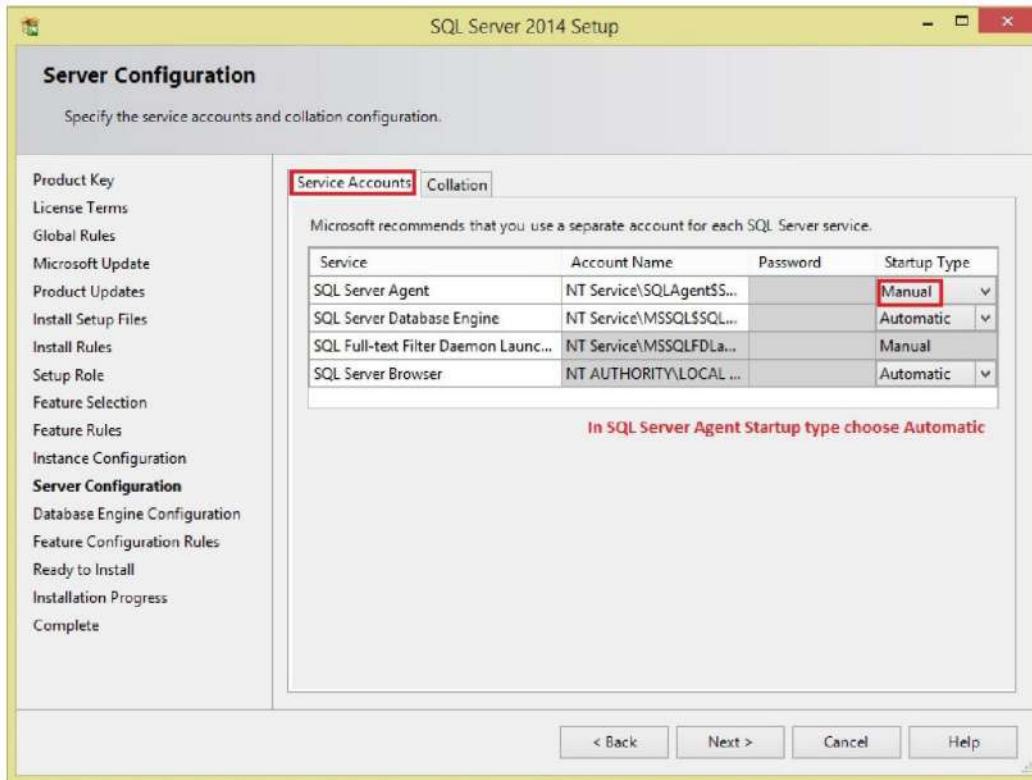 SQL Server 2014 Setup
Server Configuration
Specify the service accounts and collation configuration.
Product Key
License Terms
Global Rules
Microsoft Update
Product Updates
Install Setup Files
Install Rules
Setup Role
Feature Selection
Feature Rules
Instance Configuration
Server Configuration
Database Engine Configuration
Feature Configuration Rules
Ready to Install
Installation Progress
Complete
Service Accounts Collation
Microsoft recommends that you use a separate account for each SQL Server service.
Service Account Name Password Startup Type
SQL Server Agent NT Service\SQLAgent$S... Manual
SQL Server Database Engine NT Service\MSSQL$SQL... Automatic
SQL Full-text Filter Daemon Launc... NT Service\MSSQLFDLa... Manual
SQL Server Browser NT AUTHORITY\LOCAL ... Automatic
In SQL Server Agent Startup type choose Automatic
< Back Next > Cancel Help